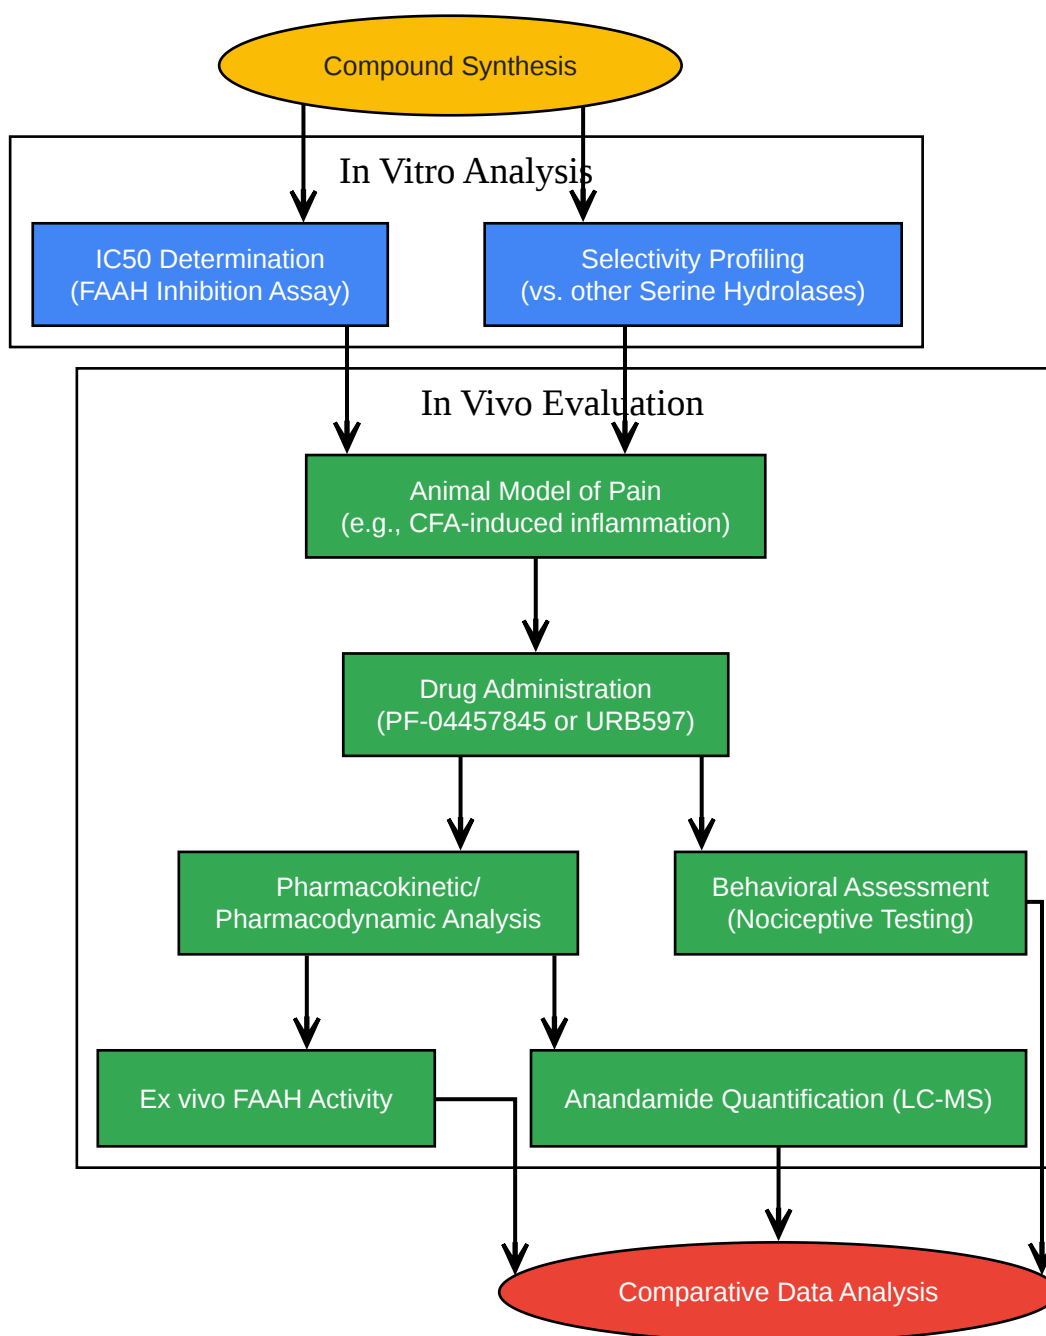 Compound Synthesis
In Vitro Analysis
IC50 Determination
(FAAH Inhibition Assay)
Selectivity Profiling
(vs. other Serine Hydrolases)
In Vivo Evaluation
Animal Model of Pain
(e.g., CFA-induced inflammation)
Drug Administration
(PF-04457845 or URB597)
Pharmacokinetic/
Pharmacodynamic Analysis
Behavioral Assessment
(Nociceptive Testing)
Ex vivo FAAH Activity
Anandamide Quantification (LC-MS)
Comparative Data Analysis